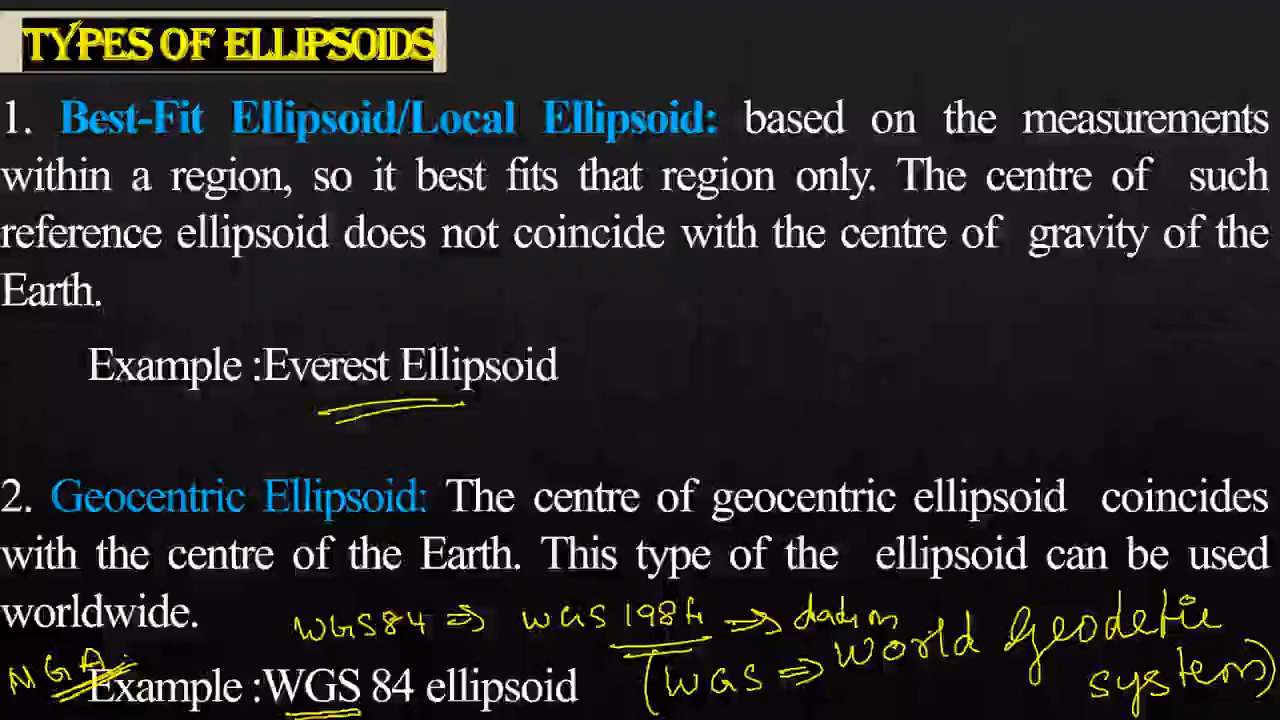 TYPES OF ELLIPSOIDS
1. Best-Fit Ellipsoid/Local Ellipsoid: based on the measurements
within a region, so it best fits that region only. The centre of such
reference ellipsoid does not coincide with the centre of gravity of the
Earth.
Example :Everest Ellipsoid
2. Geocentric Ellipsoid: The centre of geocentric ellipsoid coincides
with the centre of the Earth. This type of the ellipsoid can be used
worldwide.
WGS84 ⇒ WGS 1984 ⇒
(WGS ⇒ World Geodetic
system)
NGA
Example :WGS 84 ellipsoid